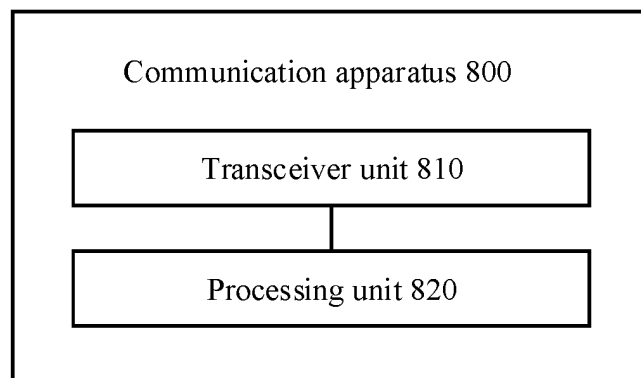 Communication apparatus 800
Transceiver unit 810
Processing unit 820